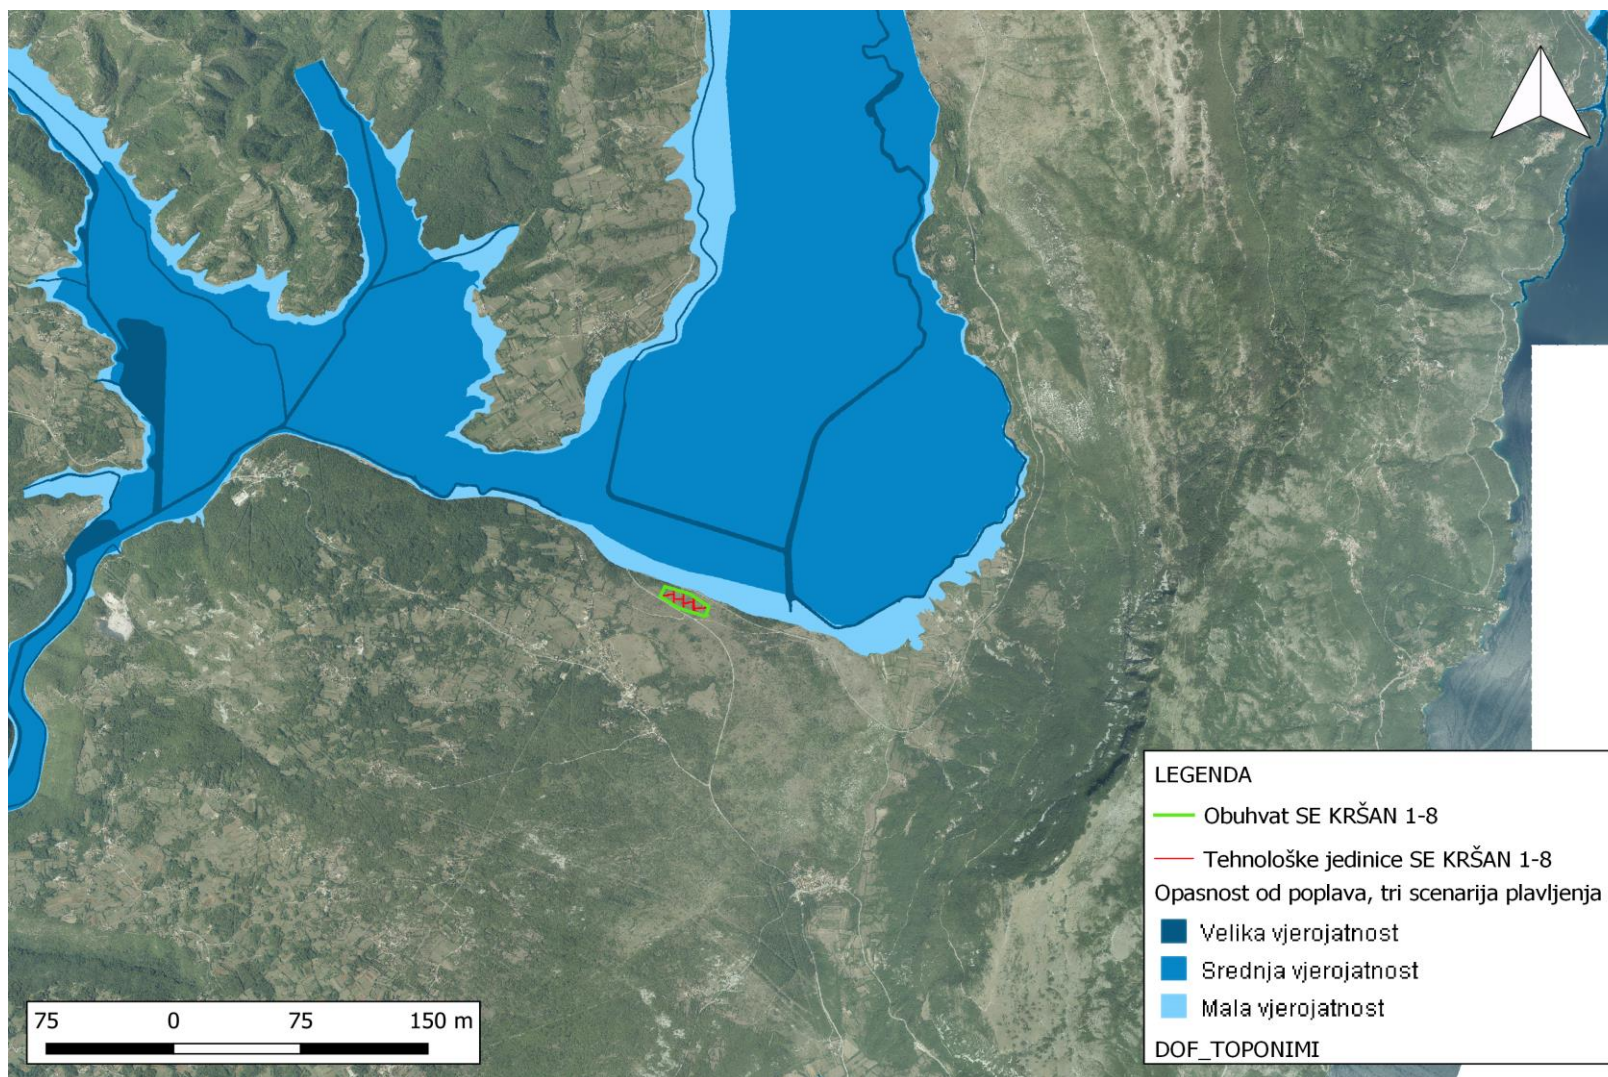 LEGENDA
Obuhvat SE KRŠAN 1-8
Tehnološke jedinice SE KRŠAN 1-8
Opasnost od poplava, tri scenarija plavljenja
Velika vjerojatnost
Srednja vjerojatnost
Mala vjerojatnost
DOF_TOPONIMI
75 0 75 150 m